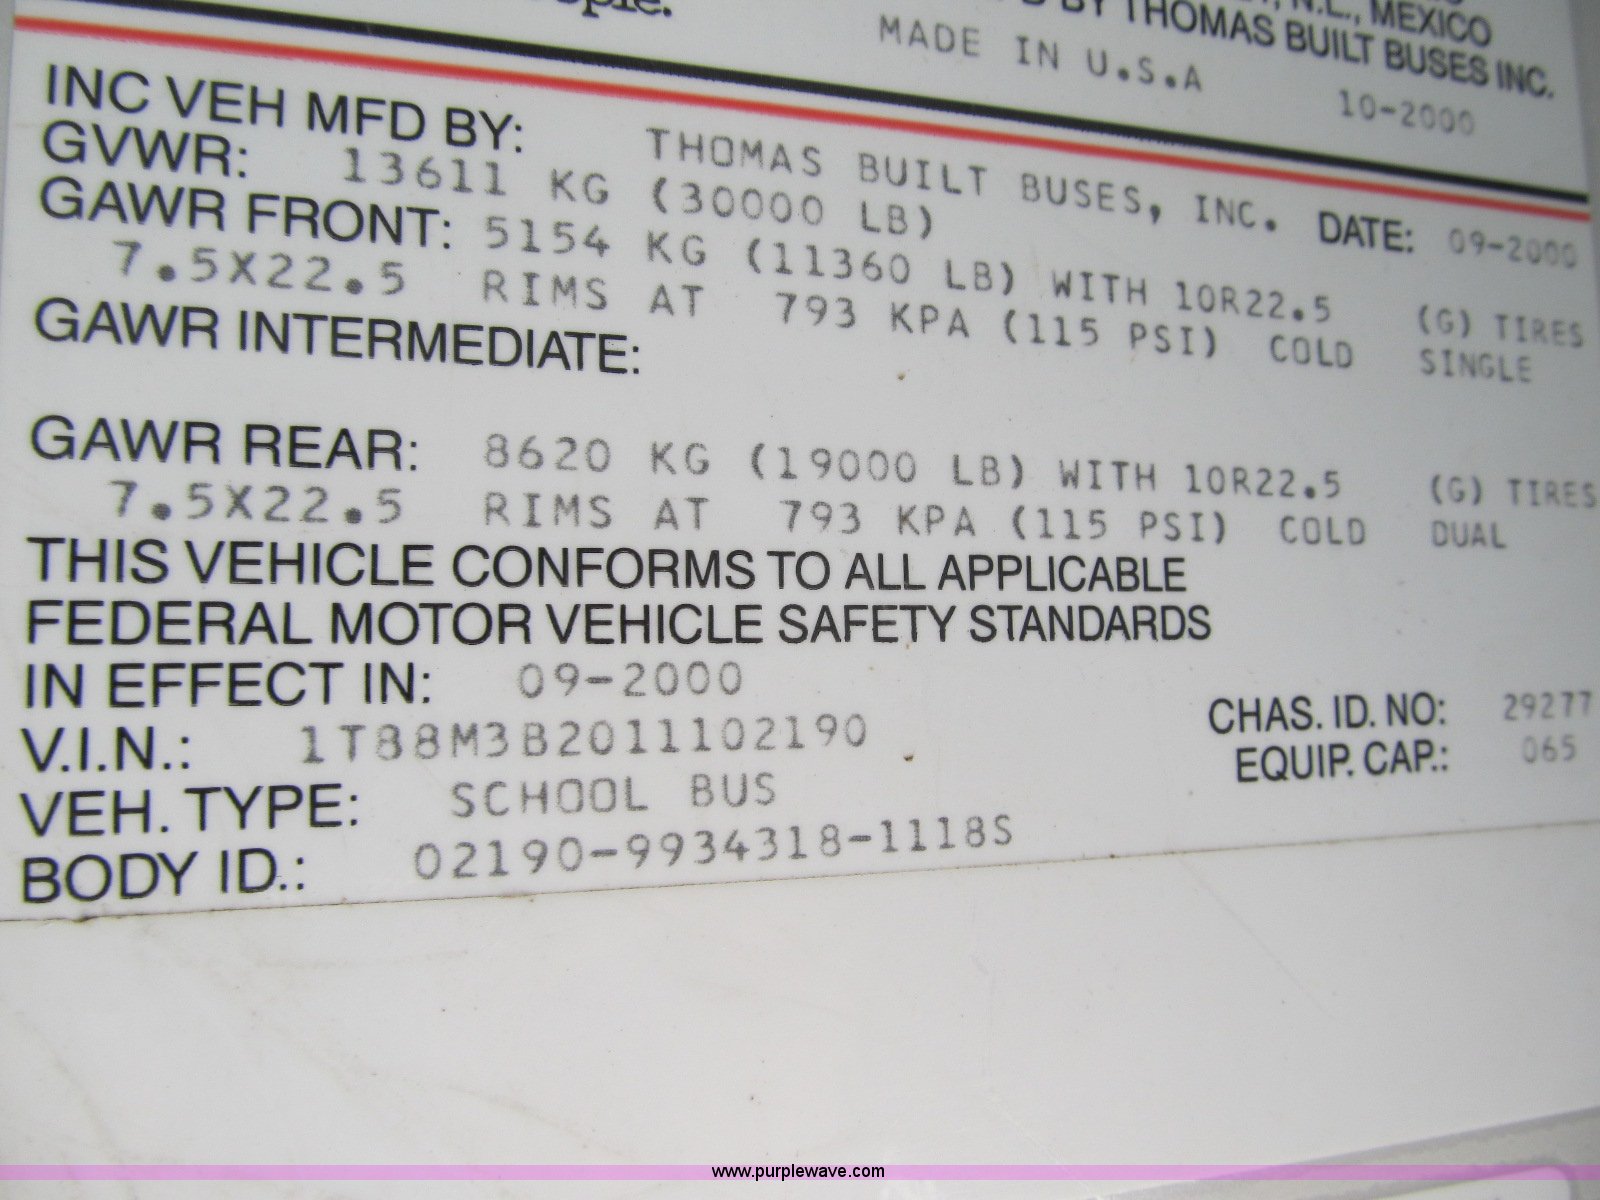 N.L., MEXICO
BY THOMAS BUILT BUSES INC.
MADE IN U.S.A
10-2000
INC VEH MFD BY: THOMAS BUILT BUSES, INC. DATE: 09-2000
GVWR: 13611 KG (30000 LB)
GAWR FRONT: 5154 KG (11360 LB) WITH 10R22.5 (G) TIRES
7.5X22.5 RIMS AT 793 KPA (115 PSI) COLD SINGLE
GAWR INTERMEDIATE:
GAWR REAR: 8620 KG (19000 LB) WITH 10R22.5 (G) TIRES
7.5X22.5 RIMS AT 793 KPA (115 PSI) COLD DUAL
THIS VEHICLE CONFORMS TO ALL APPLICABLE
FEDERAL MOTOR VEHICLE SAFETY STANDARDS
IN EFFECT IN: 09-2000
V.I.N.: 1T88M3B2011102190
CHAS. ID. NO: 29277
VEH. TYPE: SCHOOL BUS
EQUIP. CAP.: 065
BODY ID.: 02190-9934318-1118S
www.purplewave.com